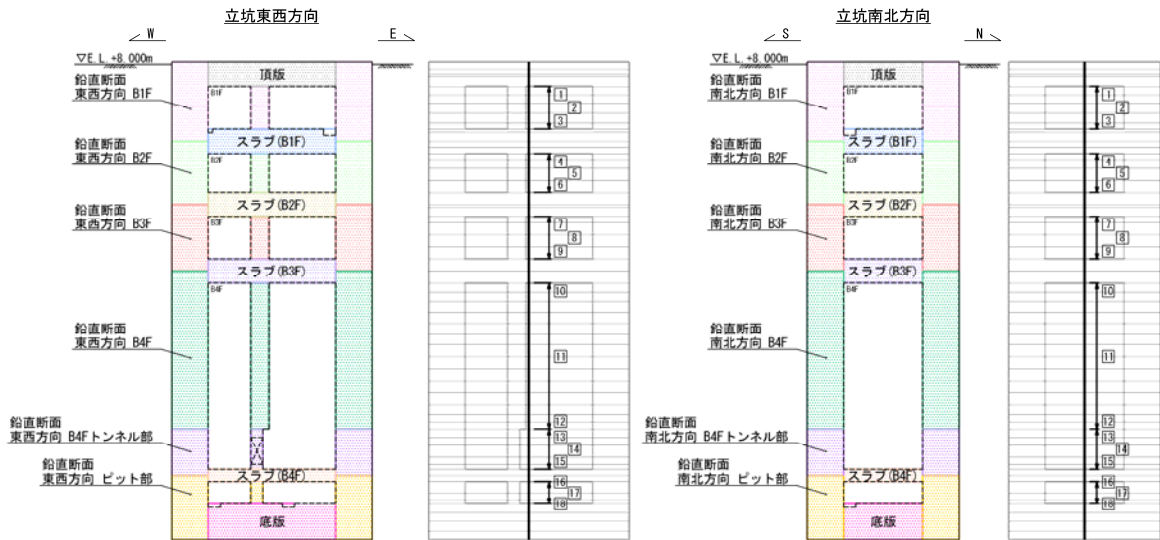 立坑東西方向
W
E
▽E.L.+8.000m
鉛直断面
東西方向 B1F
鉛直断面
東西方向 B2F
鉛直断面
東西方向 B3F
鉛直断面
東西方向 B4F
鉛直断面
東西方向 B4Fトンネル部
鉛直断面
東西方向 ピット部
頂版
B1F
スラブ(B1F)
B2F
スラブ(B2F)
B3F
スラブ(B3F)
B4F
スラブ(B4F)
底版
1
2
3
4
5
6
7
8
9
10
11
12
13
14
15
16
17
18
立坑南北方向
S
N
▽E.L.+8.000m
鉛直断面
南北方向 B1F
鉛直断面
南北方向 B2F
鉛直断面
南北方向 B3F
鉛直断面
南北方向 B4F
鉛直断面
南北方向 B4Fトンネル部
鉛直断面
南北方向 ピット部
頂版
B1F
スラブ(B1F)
B2F
スラブ(B2F)
B3F
スラブ(B3F)
B4F
スラブ(B4F)
底版
1
2
3
4
5
6
7
8
9
10
11
12
13
14
15
16
17
18